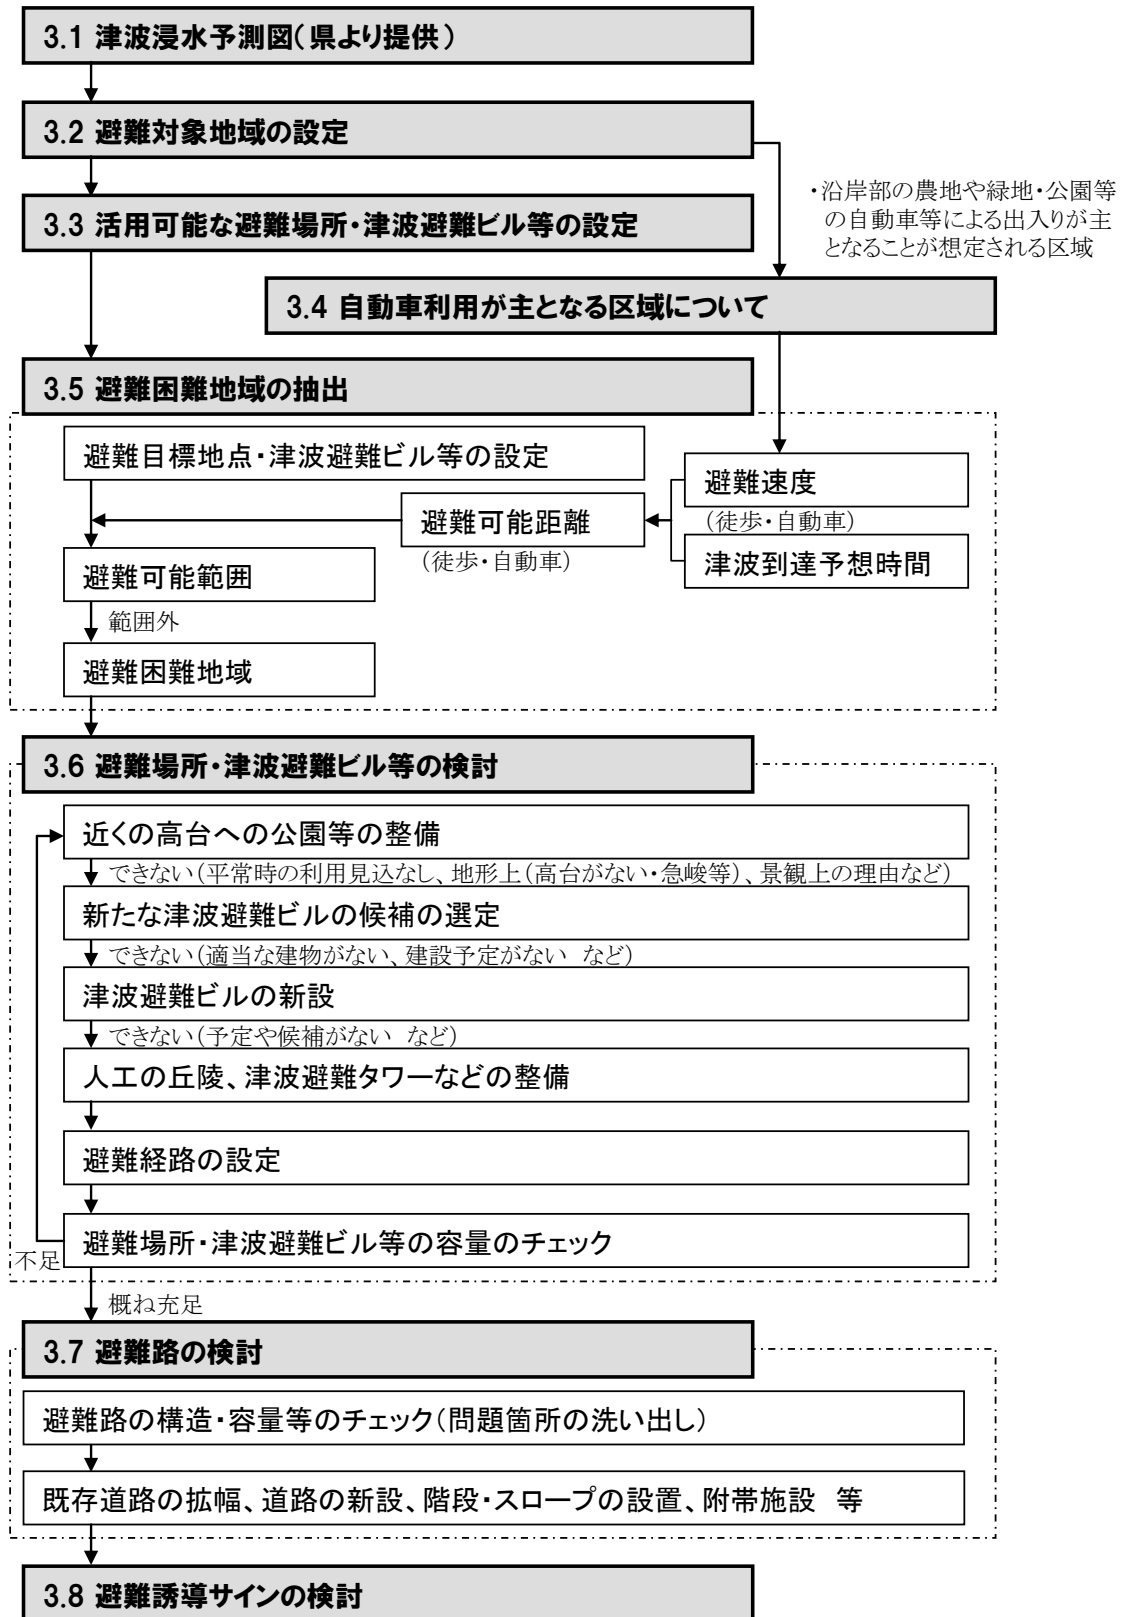 3.1 津波浸水予測図(県より提供)
3.2 避難対象地域の設定
・沿岸部の農地や緑地・公園等
の自動車等による出入りが主
となることが想定される区域
3.3 活用可能な避難場所・津波避難ビル等の設定
3.4 自動車利用が主となる区域について
3.5 避難困難地域の抽出
避難目標地点・津波避難ビル等の設定
避難速度
(徒歩・自動車)
避難可能距離
(徒歩・自動車)
津波到達予想時間
避難可能範囲
範囲外
避難困難地域
3.6 避難場所・津波避難ビル等の検討
近くの高台への公園等の整備
できない(平常時の利用見込なし、地形上(高台がない・急峻等)、景観上の理由など)
新たな津波避難ビルの候補の選定
できない(適当な建物がない、建設予定がない など)
津波避難ビルの新設
できない(予定や候補がない など)
人工の丘陵、津波避難タワーなどの整備
避難経路の設定
避難場所・津波避難ビル等の容量のチェック
不足
概ね充足
3.7 避難路の検討
避難路の構造・容量等のチェック(問題箇所の洗い出し)
既存道路の拡幅、道路の新設、階段・スロープの設置、附帯施設 等
3.8 避難誘導サインの検討